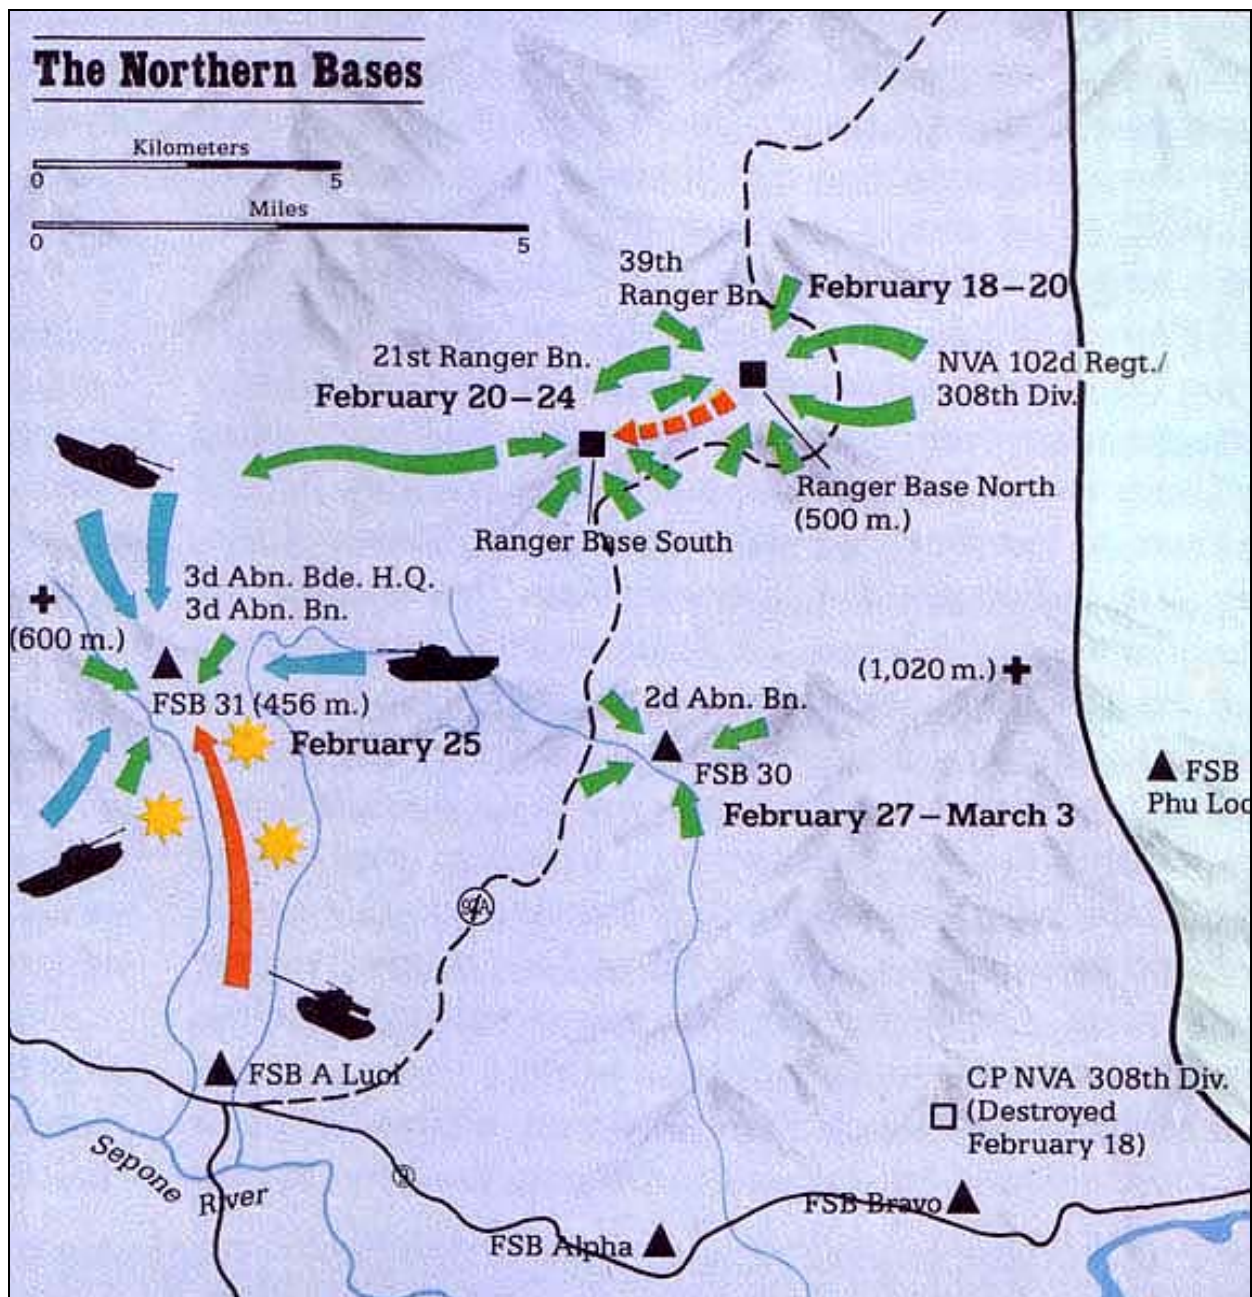 The Northern Bases
Kilometers
0 5
Miles
0 5
39th
Ranger Bn.
February 18–20
21st Ranger Bn.
February 20–24
NVA 102d Regt./
308th Div.
Ranger Base North
(500 m.)
Ranger Base South
3d Abn. Bde. H.Q.
3d Abn. Bn.
(600 m.)
FSB 31 (456 m.)
February 25
(1,020 m.)
2d Abn. Bn.
FSB 30
February 27–March 3
FSB
Phu Loc
92A
FSB A Luoi
CP NVA 308th Div.
(Destroyed
February 18)
Sepone
River
9
FSB Bravo
FSB Alpha